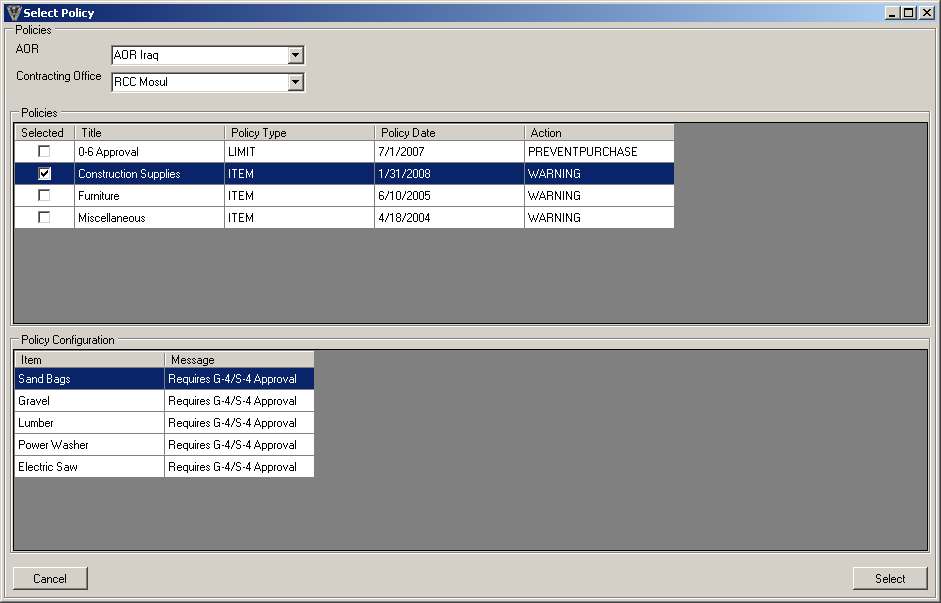 Select Policy
Policies
AOR
AOR Iraq
Contracting Office
RCC Mosul
Policies
Selected Title Policy Type Policy Date Action
0-6 Approval LIMIT 7/1/2007 PREVENTPURCHASE
Construction Supplies ITEM 1/31/2008 WARNING
Furniture ITEM 6/10/2005 WARNING
Miscellaneous ITEM 4/18/2004 WARNING
Policy Configuration
Item Message
Sand Bags Requires G-4/S-4 Approval
Gravel Requires G-4/S-4 Approval
Lumber Requires G-4/S-4 Approval
Power Washer Requires G-4/S-4 Approval
Electric Saw Requires G-4/S-4 Approval
Cancel Select